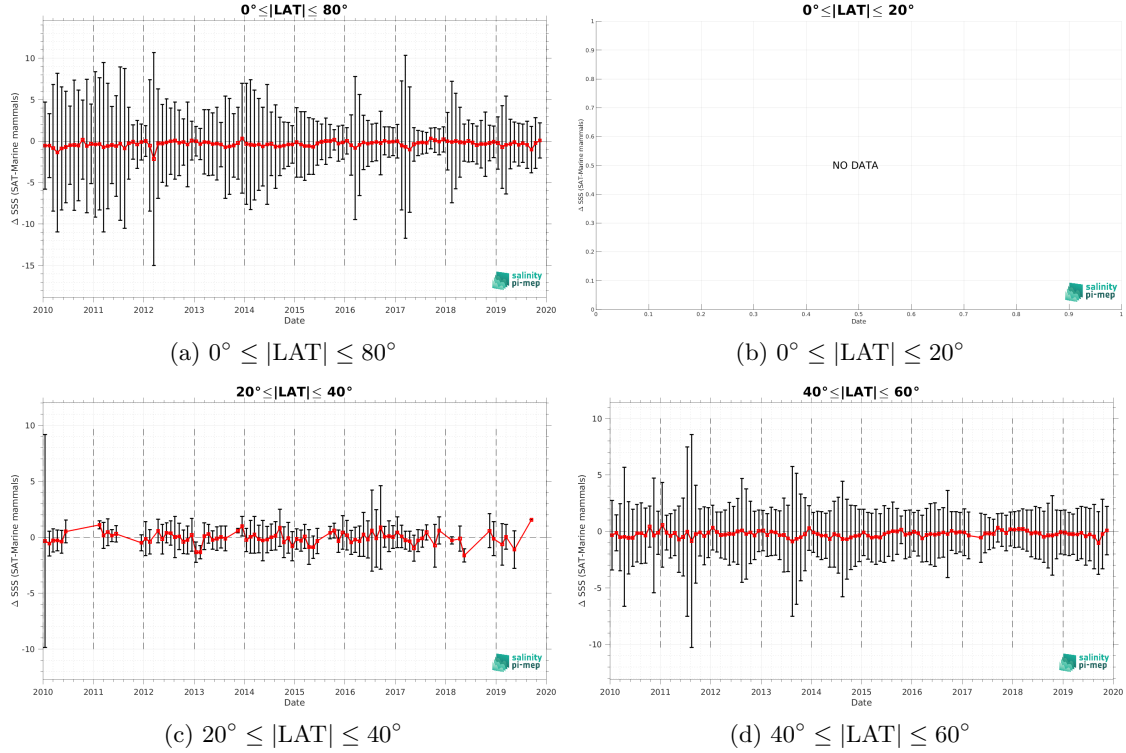 0°≤|LAT|≤ 80°
Δ SSS (SAT-Marine mammals)
10
5
0
-5
-10
-15
2010 2011 2012 2013 2014 2015 2016 2017 2018 2019 2020
Date
salinity
pi-mep
(a) 0° ≤ |LAT| ≤ 80°
0°≤|LAT|≤ 20°
Δ SSS (SAT-Marine mammals)
1
0.9
0.8
0.7
0.6
0.5
0.4
0.3
0.2
0.1
0
NO DATA
0 0.1 0.2 0.3 0.4 0.5 0.6 0.7 0.8 0.9 1
Date
salinity
pi-mep
(b) 0° ≤ |LAT| ≤ 20°
20°≤|LAT|≤ 40°
Δ SSS (SAT-Marine mammals)
10
5
0
-5
-10
2010 2011 2012 2013 2014 2015 2016 2017 2018 2019 2020
Date
salinity
pi-mep
(c) 20° ≤ |LAT| ≤ 40°
40°≤|LAT|≤ 60°
Δ SSS (SAT-Marine mammals)
10
5
0
-5
-10
2010 2011 2012 2013 2014 2015 2016 2017 2018 2019 2020
Date
salinity
pi-mep
(d) 40° ≤ |LAT| ≤ 60°